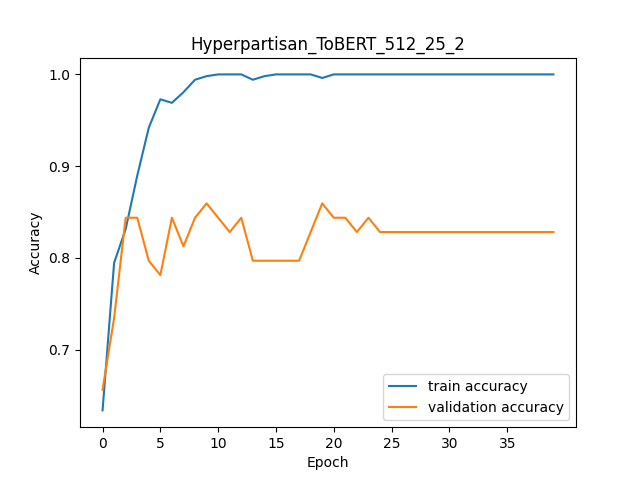 Hyperpartisan_ToBERT_512_25_2
1.0
0.9
0.8
0.7
Accuracy
train accuracy
validation accuracy
0 5 10 15 20 25 30 35
Epoch